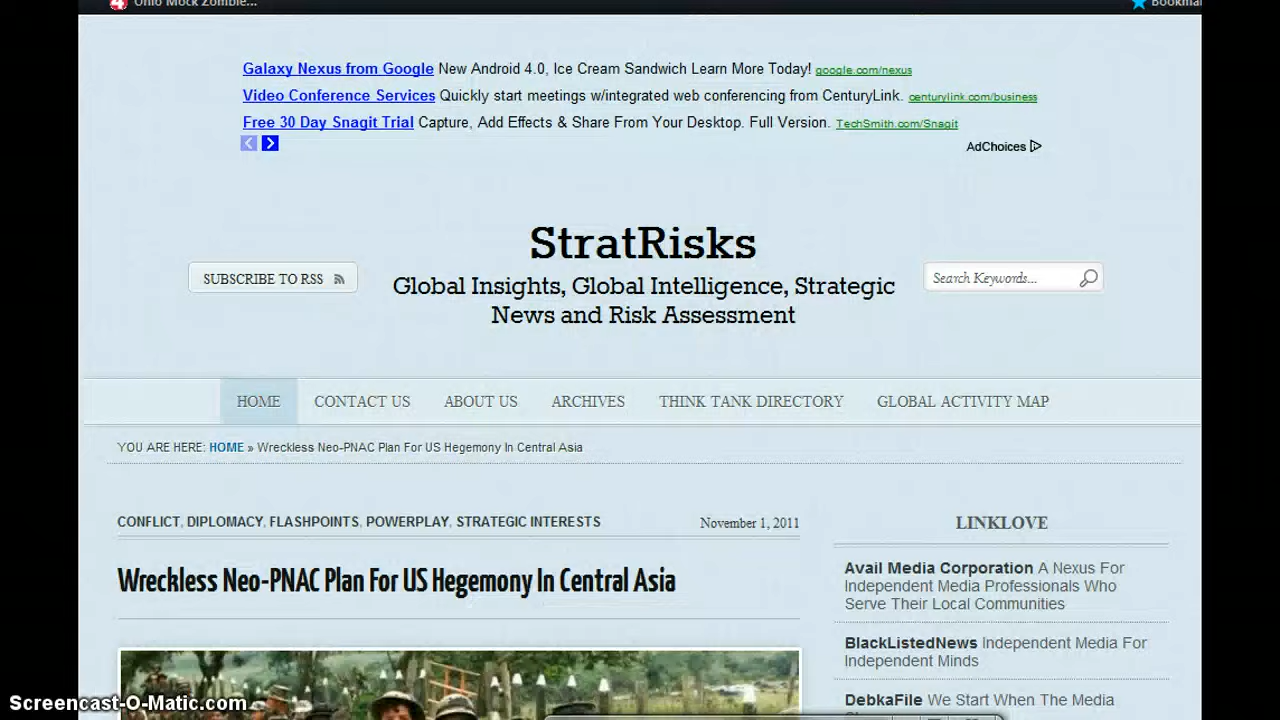 Ohio Mock Zombie...
Galaxy Nexus from Google New Android 4.0, Ice Cream Sandwich Learn More Today! google.com/nexus
Video Conference Services Quickly start meetings w/integrated web conferencing from CenturyLink. centurylink.com/business
Free 30 Day Snagit Trial Capture, Add Effects & Share From Your Desktop. Full Version. TechSmith.com/Snagit
AdChoices
StratRisks
SUBSCRIBE TO RSS
Global Insights, Global Intelligence, Strategic
News and Risk Assessment
Search Keywords...
HOME CONTACT US ABOUT US ARCHIVES THINK TANK DIRECTORY GLOBAL ACTIVITY MAP
YOU ARE HERE: HOME » Wreckless Neo-PNAC Plan For US Hegemony In Central Asia
CONFLICT, DIPLOMACY, FLASHPOINTS, POWERPLAY, STRATEGIC INTERESTS November 1, 2011
Wreckless Neo-PNAC Plan For US Hegemony In Central Asia
LINKLOVE
Avail Media Corporation A Nexus For
Independent Media Professionals Who
Serve Their Local Communities
BlackListedNews Independent Media For
Independent Minds
DebkaFile We Start When The Media
Screencast-O-Matic.com